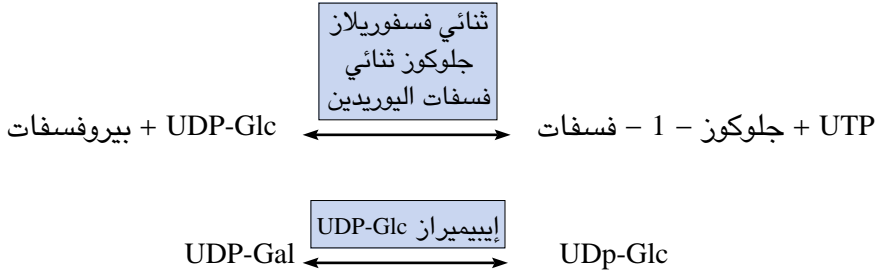 ثنائي فسفوريلاز
جلوكوز ثنائي
فسفات اليوريدين
UTP + جلوكوز – 1 – فسفات
UDP-Glc + بيروفسفات
إيبيميراز UDP-Glc
UDp-Glc
UDP-Gal